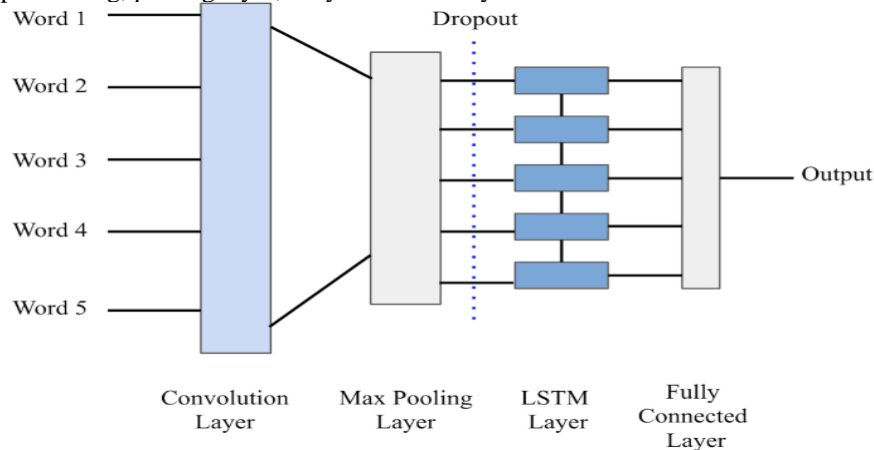 Word 1
Dropout
Word 2
Word 3
Output
Word 4
Word 5
Convolution
Layer
Max Pooling
Layer
LSTM
Layer
Fully
Connected
Layer